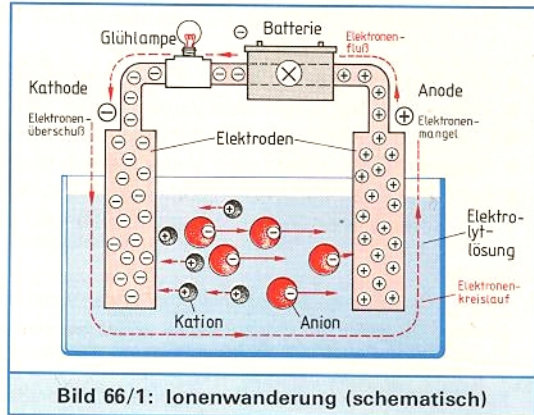 Glühlampe
Batterie
Elektronen-
fluß
Kathode
Elektronen-
überschuß
Anode
Elektronen-
mangel
Elektroden
Elektro-
lyt-
lösung
Elektronen-
kreislauf
Kation
Anion
Bild 66/1: Ionenwanderung (schematisch)